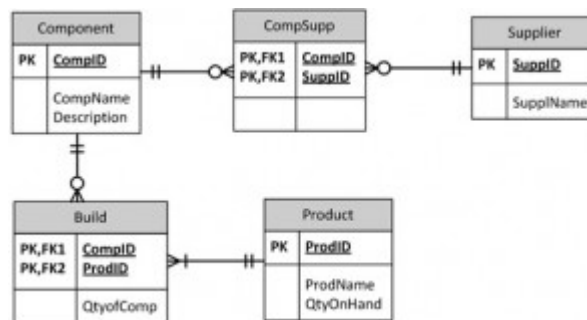 Component
PK CompID
CompName
Description
CompSupp
PK,FK1 CompID
PK,FK2 SuppID
Supplier
PK SuppID
SupplName
Build
PK,FK1 CompID
PK,FK2 ProdID
QtyofComp
Product
PK ProdID
ProdName
QtyOnHand